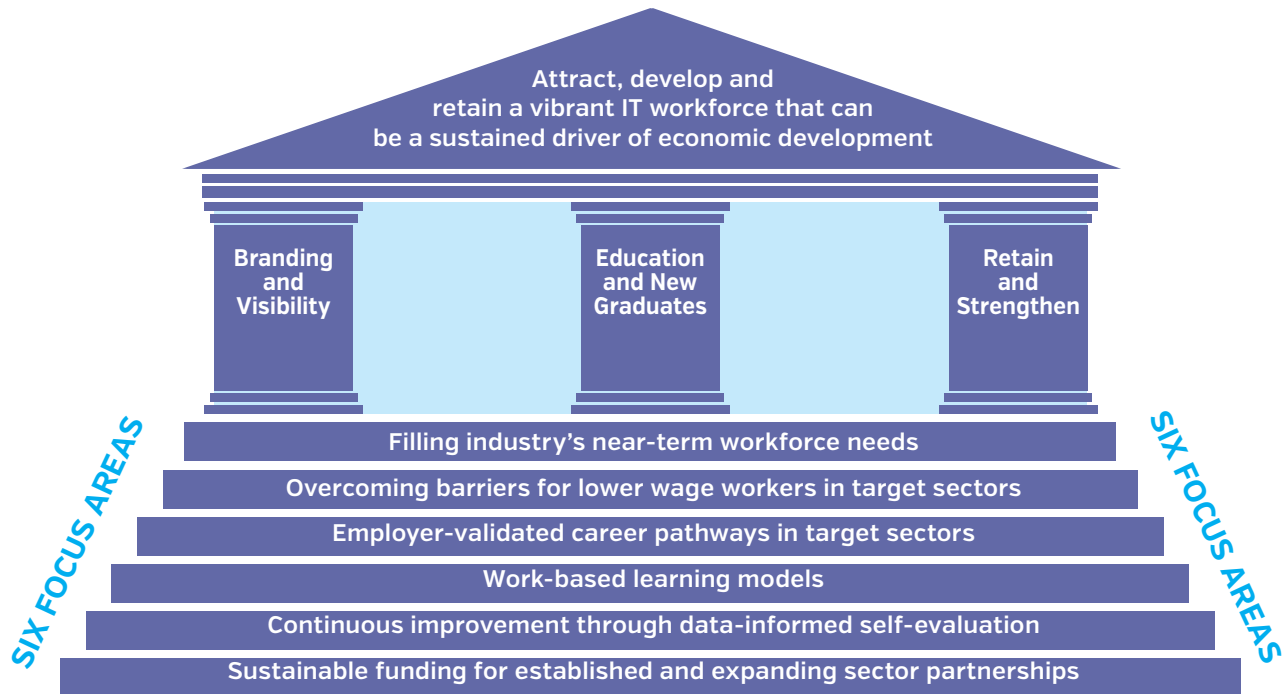 Attract, develop and
retain a vibrant IT workforce that can
be a sustained driver of economic development
Branding
and
Visibility
Education
and New
Graduates
Retain
and
Strengthen
SIX FOCUS AREAS
Filling industry’s near-term workforce needs
Overcoming barriers for lower wage workers in target sectors
Employer-validated career pathways in target sectors
Work-based learning models
Continuous improvement through data-informed self-evaluation
Sustainable funding for established and expanding sector partnerships
SIX FOCUS AREAS